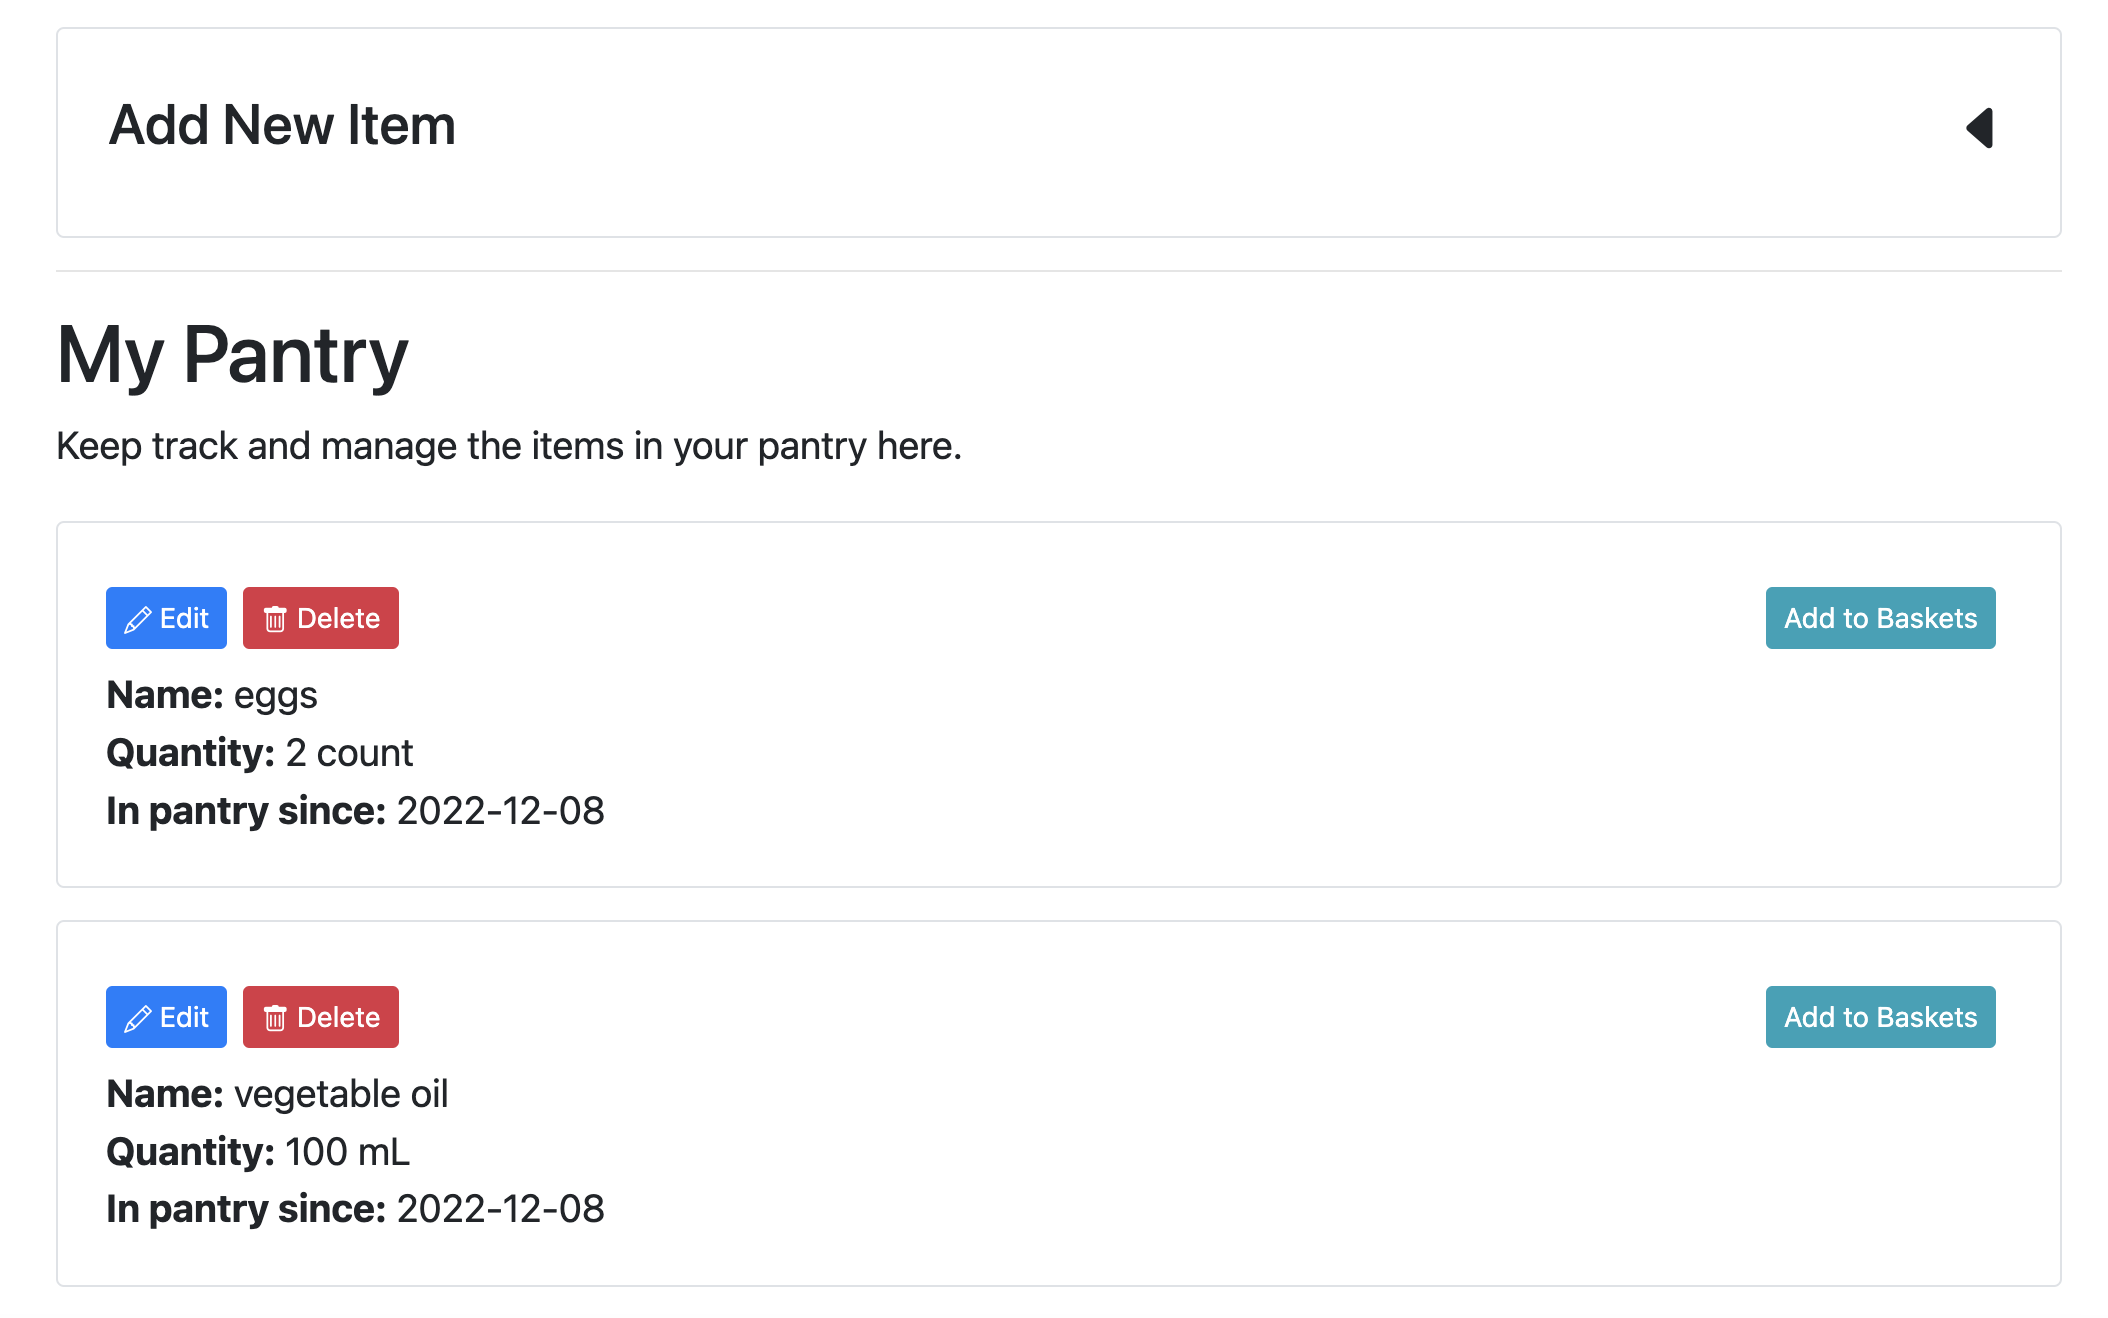 Add New Item
My Pantry
Keep track and manage the items in your pantry here.
Edit Delete Add to Baskets
Name: eggs
Quantity: 2 count
In pantry since: 2022-12-08
Edit Delete Add to Baskets
Name: vegetable oil
Quantity: 100 mL
In pantry since: 2022-12-08